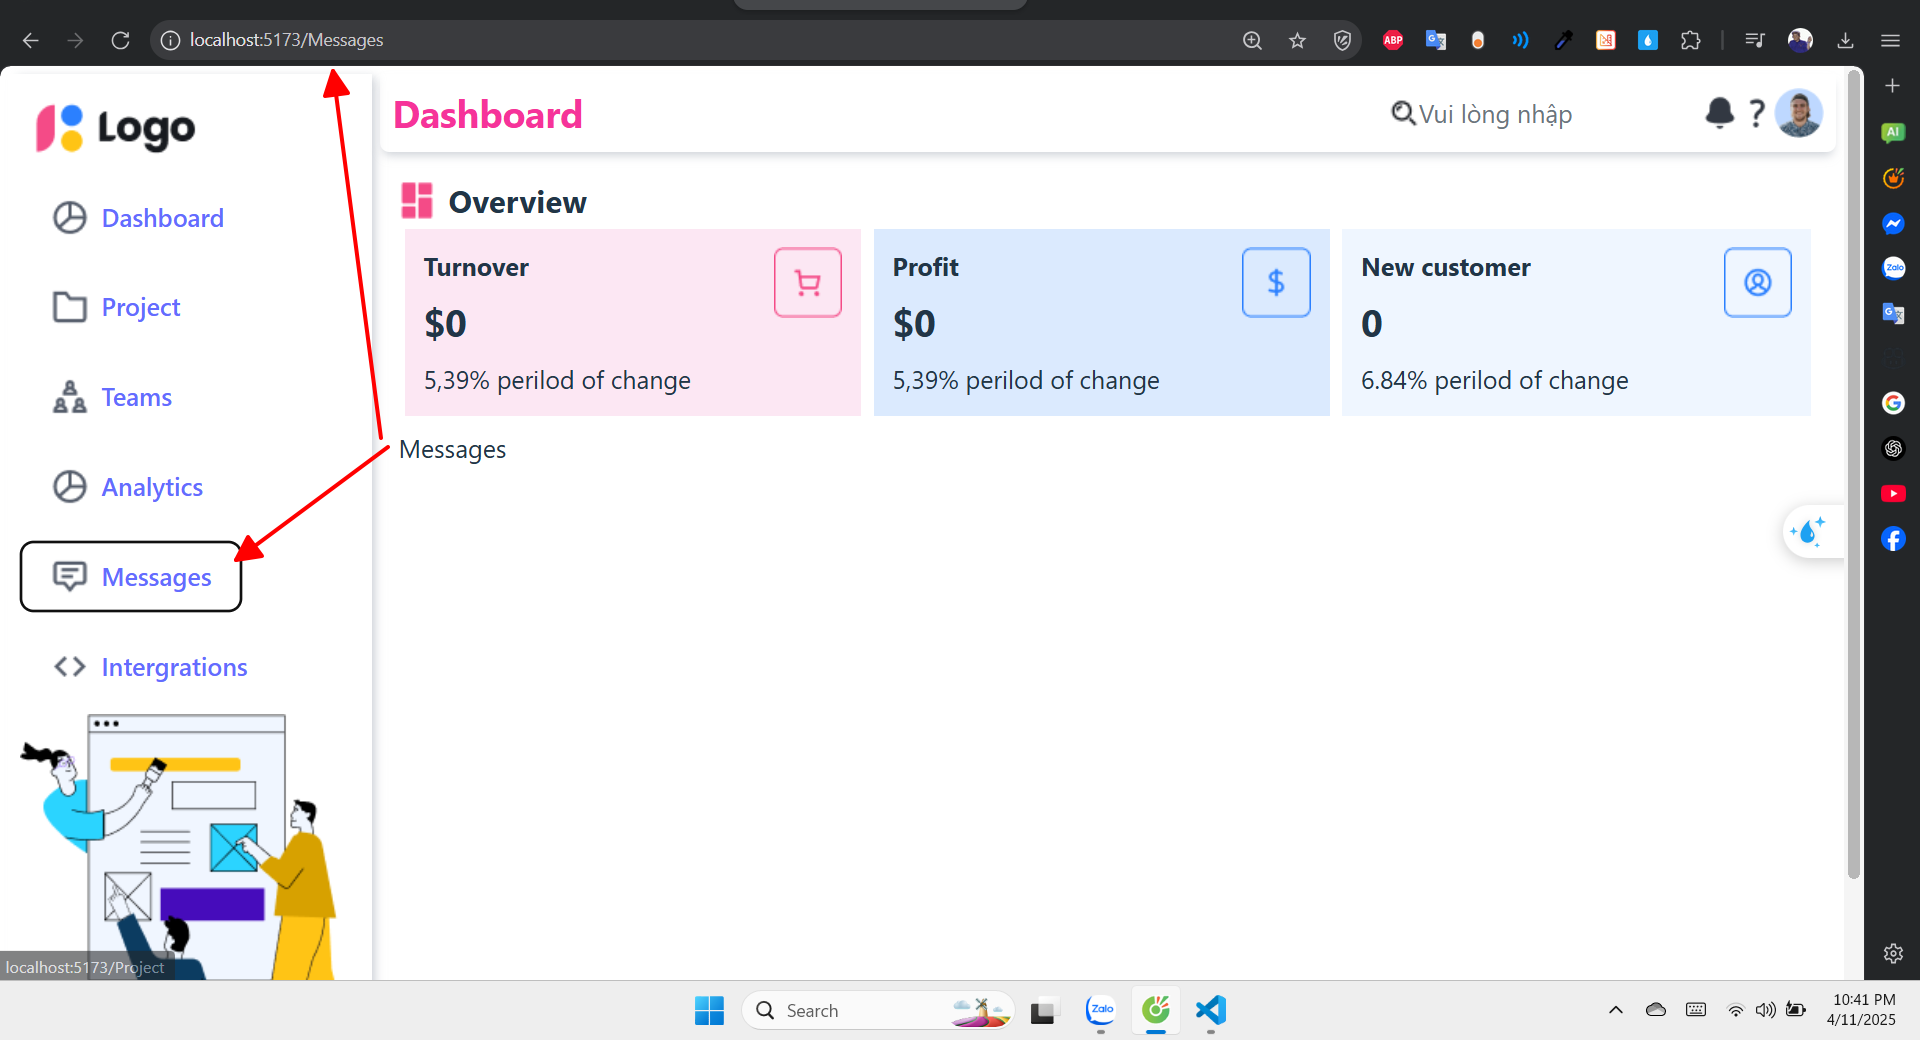 localhost:5173/Messages
ABP
Logo
Dashboard
Vui lòng nhập
?
AI
Dashboard
Overview
Project
Turnover
$0
5,39% perilod of change
Profit
$
$0
5,39% perilod of change
New customer
0
6.84% perilod of change
Zalo
Teams
Messages
Analytics
Messages
Intergrations
localhost:5173/Project
Search
Zalo
10:41 PM
4/11/2025